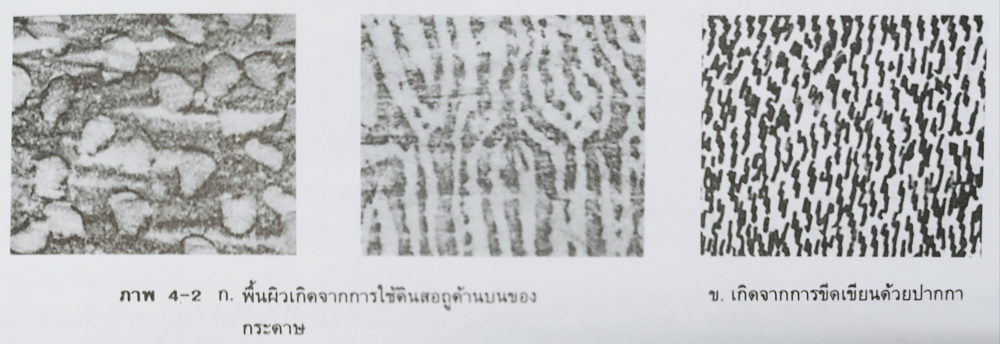 ภาพ 4-2 ก. พื้นผิวเกิดจากการใช้ดินสอถูด้านบนของ
กระดาษ
ข. เกิดจากการขีดเขียนด้วยปากกา